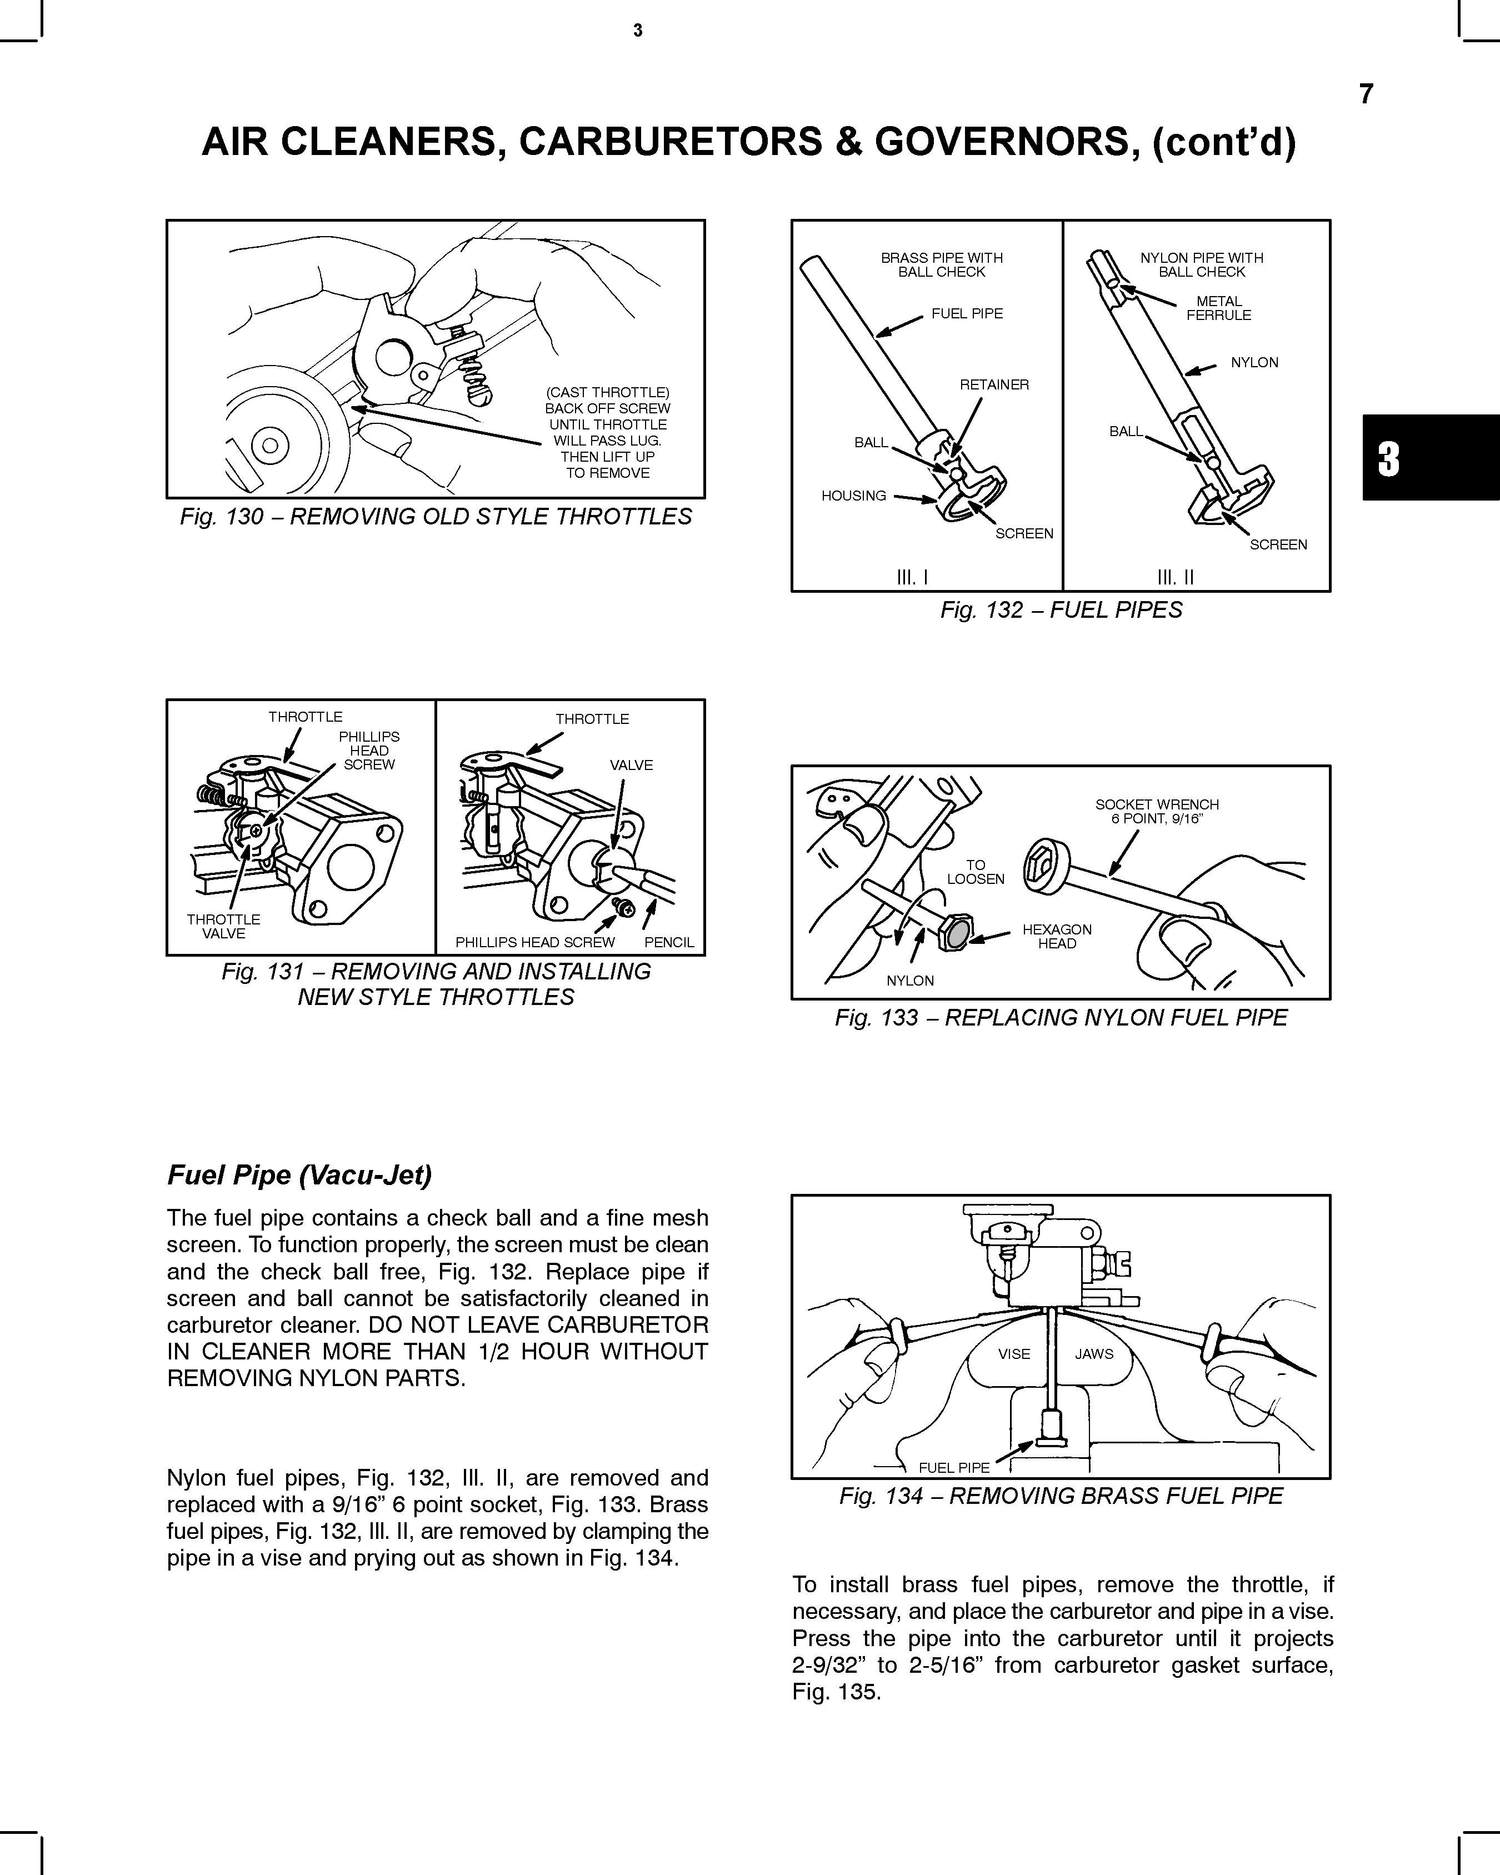 3
7
AIR CLEANERS, CARBURETORS & GOVERNORS, (cont’d)
(CAST THROTTLE)
BACK OFF SCREW
UNTIL THROTTLE
WILL PASS LUG.
THEN LIFT UP
TO REMOVE
Fig. 130 – REMOVING OLD STYLE THROTTLES
THROTTLE
PHILLIPS
HEAD
SCREW
THROTTLE
VALVE
THROTTLE
VALVE
PHILLIPS HEAD SCREW
PENCIL
Fig. 131 – REMOVING AND INSTALLING
NEW STYLE THROTTLES
Fuel Pipe (Vacu-Jet)
The fuel pipe contains a check ball and a fine mesh
screen. To function properly, the screen must be clean
and the check ball free, Fig. 132. Replace pipe if
screen and ball cannot be satisfactorily cleaned in
carburetor cleaner. DO NOT LEAVE CARBURETOR
IN CLEANER MORE THAN 1/2 HOUR WITHOUT
REMOVING NYLON PARTS.
Nylon fuel pipes, Fig. 132, Ill. II, are removed and
replaced with a 9/16” 6 point socket, Fig. 133. Brass
fuel pipes, Fig. 132, Ill. II, are removed by clamping the
pipe in a vise and prying out as shown in Fig. 134.
BRASS PIPE WITH
BALL CHECK
FUEL PIPE
RETAINER
BALL
HOUSING
SCREEN
Ill. I
NYLON PIPE WITH
BALL CHECK
METAL
FERRULE
NYLON
BALL
SCREEN
Ill. II
Fig. 132 – FUEL PIPES
3
SOCKET WRENCH
6 POINT, 9/16”
TO
LOOSEN
HEXAGON
HEAD
NYLON
Fig. 133 – REPLACING NYLON FUEL PIPE
VISE
JAWS
FUEL PIPE
Fig. 134 – REMOVING BRASS FUEL PIPE
To install brass fuel pipes, remove the throttle, if
necessary, and place the carburetor and pipe in a vise.
Press the pipe into the carburetor until it projects
2-9/32” to 2-5/16” from carburetor gasket surface,
Fig. 135.